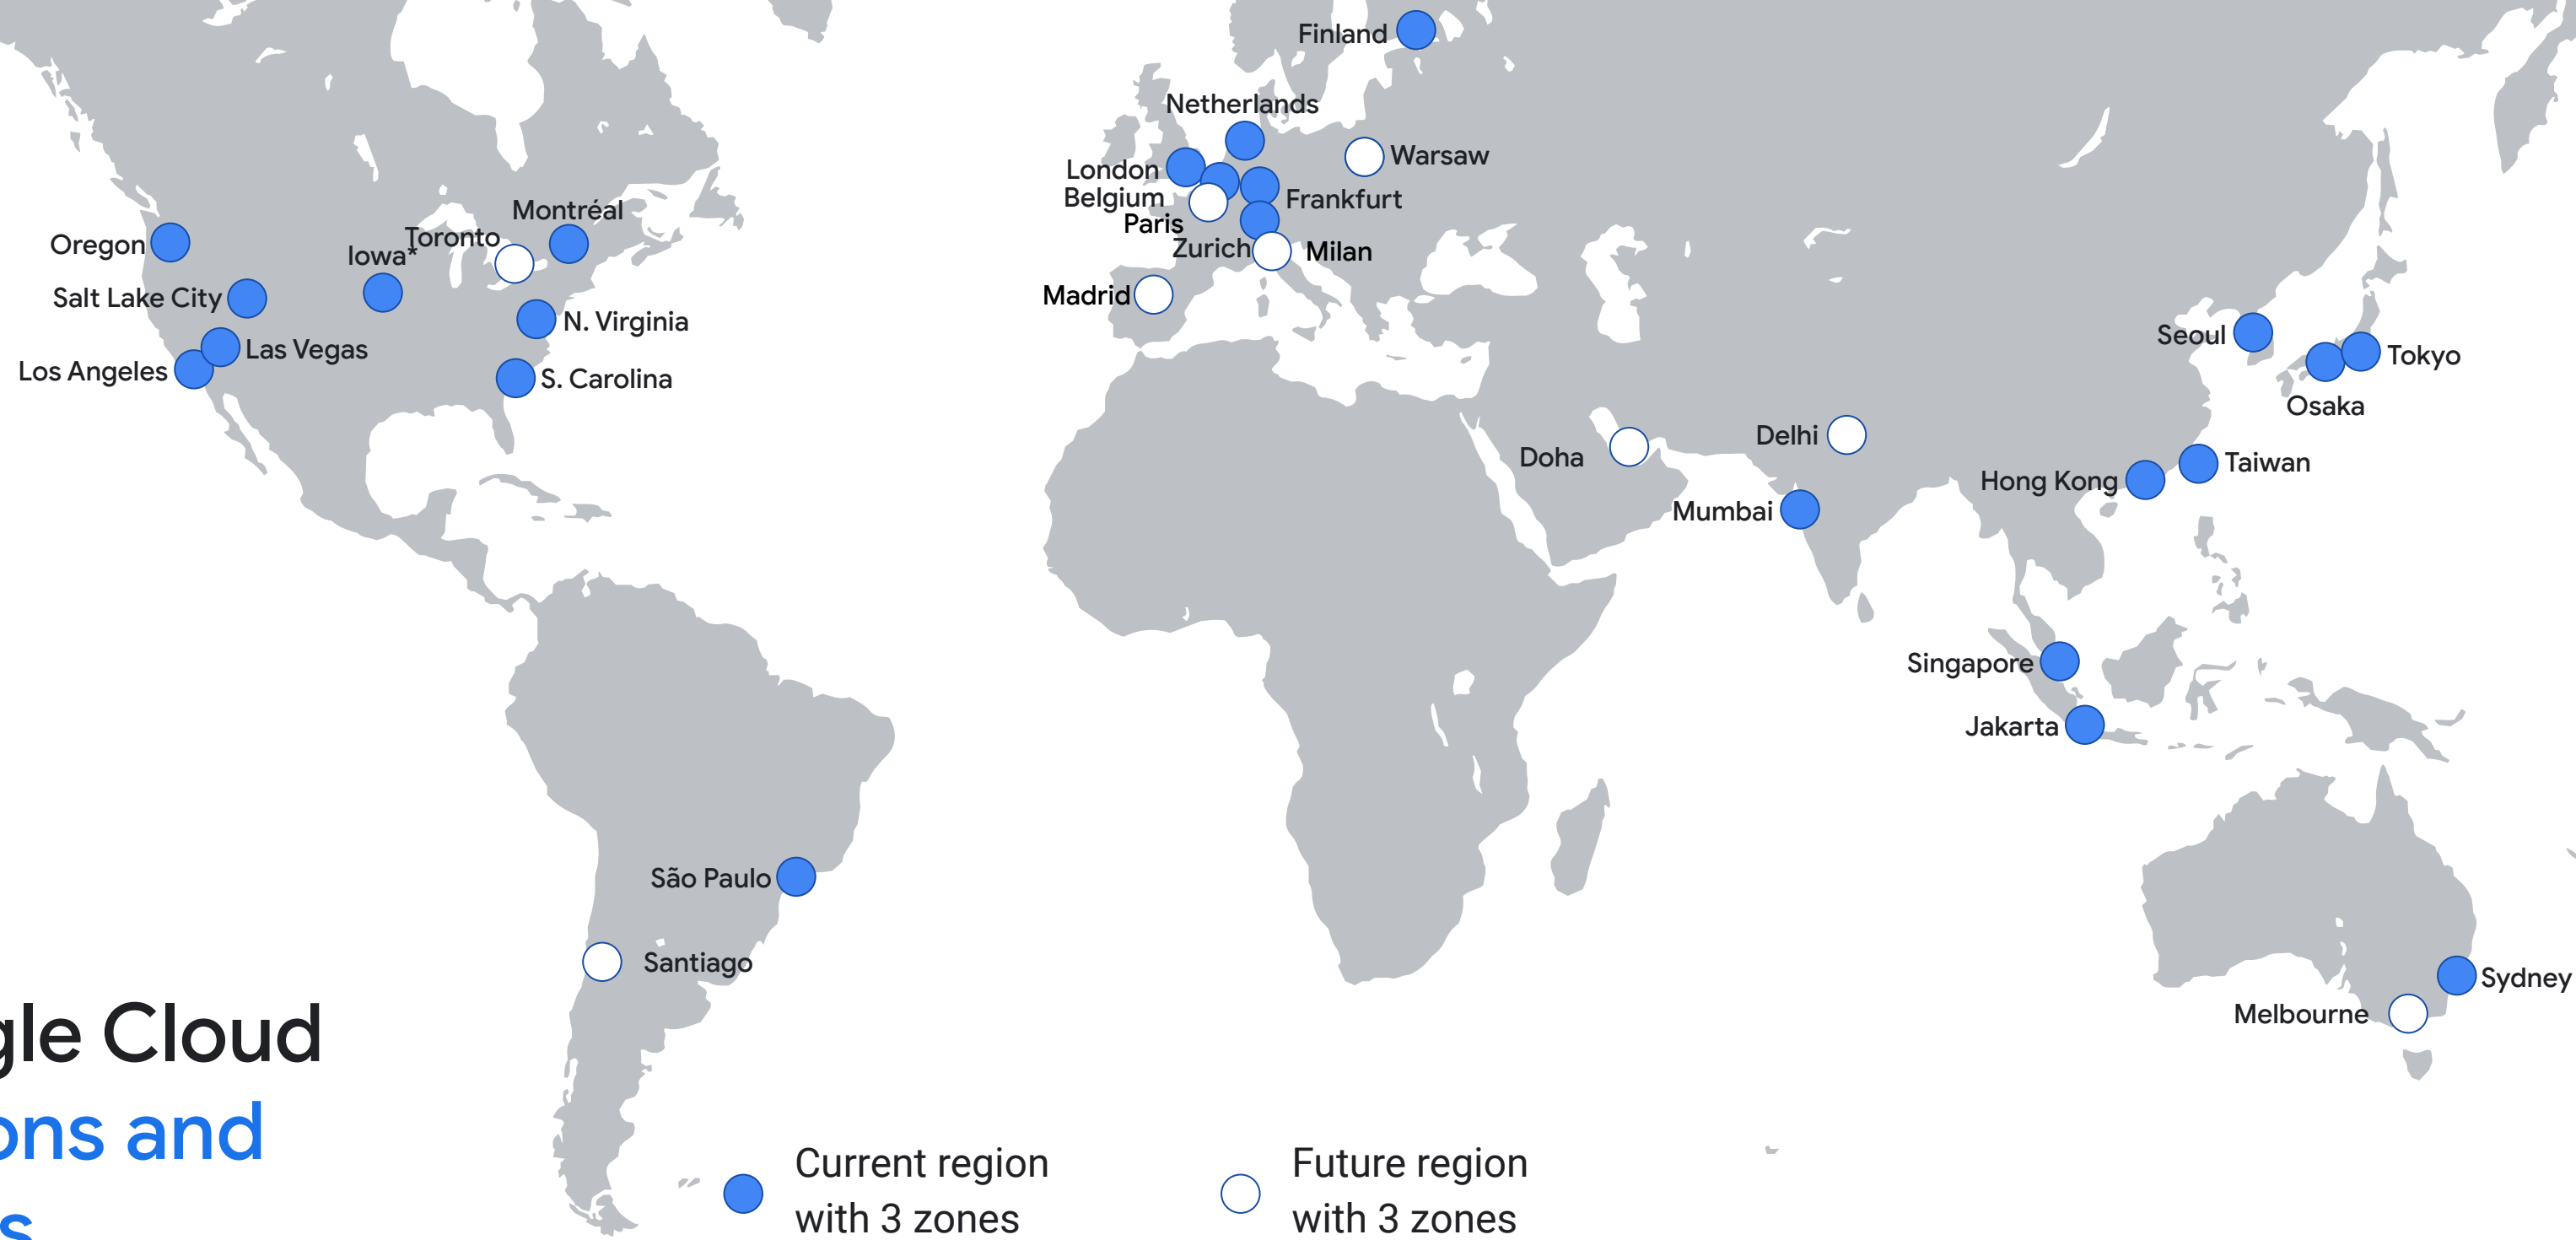 Finland
Netherlands
London
Belgium
Paris
Warsaw
Frankfurt
Zurich
Milan
Madrid
Oregon
Montréal
Toronto
Iowa*
Salt Lake City
N. Virginia
Las Vegas
Los Angeles
S. Carolina
Seoul
Tokyo
Osaka
Delhi
Doha
Taiwan
Hong Kong
Mumbai
Singapore
Jakarta
São Paulo
Santiago
Sydney
Melbourne
gle Cloud
ons and
s
Current region
with 3 zones
Future region
with 3 zones